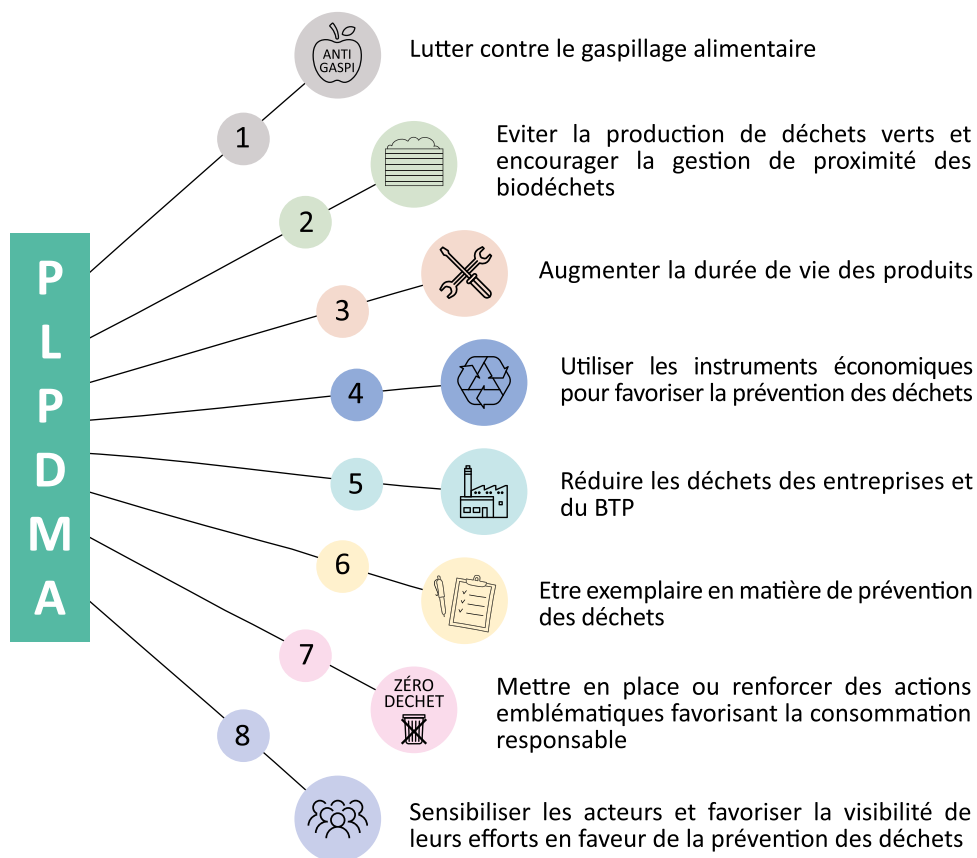 PLPDMA
1
ANTI
GASPI
Lutter contre le gaspillage alimentaire
2
Eviter la production de déchets verts et
encourager la gestion de proximité des
biodéchets
3
Augmenter la durée de vie des produits
4
Utiliser les instruments économiques
pour favoriser la prévention des déchets
5
Réduire les déchets des entreprises et
du BTP
6
Etre exemplaire en matière de prévention
des déchets
7
ZÉRO
DECHET
Mettre en place ou renforcer des actions
emblématiques favorisant la consommation
responsable
8
Sensibiliser les acteurs et favoriser la visibilité de
leurs efforts en faveur de la prévention des déchets